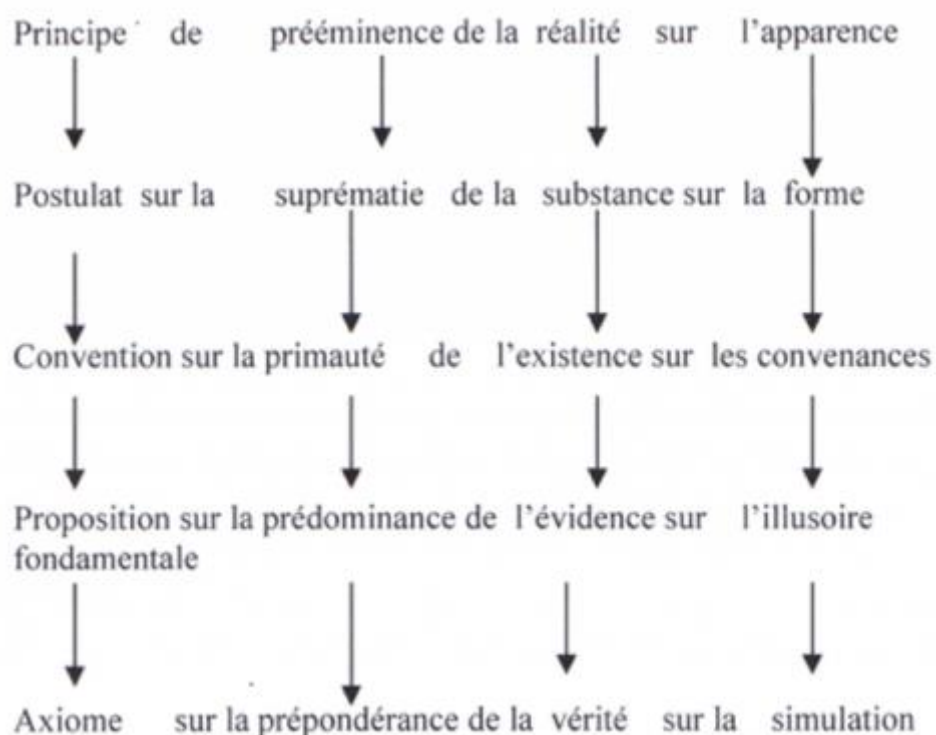 Principe de prééminence de la réalité sur l'apparence
Postulat sur la suprématie de la substance sur la forme
Convention sur la primauté de l'existence sur les convenances
Proposition sur la prédominance de l'évidence sur l'illusoire
fondamentale
Axiome sur la prépondérance de la vérité sur la simulation